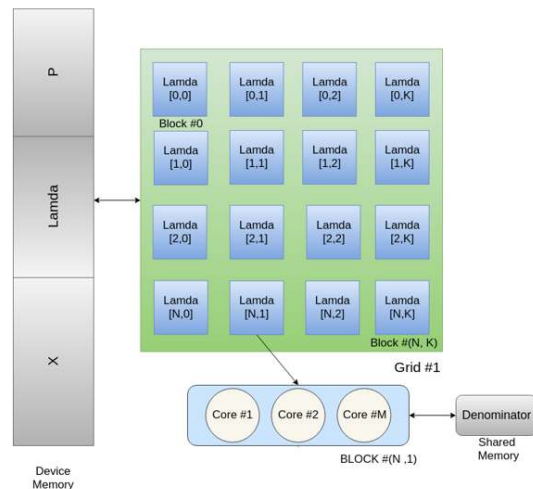 P
Lamda
X
Device
Memory
Lamda
[0,0]
Lamda
[0,1]
Lamda
[0,2]
Lamda
[0,K]
Block #0
Lamda
[1,0]
Lamda
[1,1]
Lamda
[1,2]
Lamda
[1,K]
Lamda
[2,0]
Lamda
[2,1]
Lamda
[2,2]
Lamda
[2,K]
Lamda
[N,0]
Lamda
[N,1]
Lamda
[N,2]
Lamda
[N,K]
Block #(N, K)
Grid #1
Core #1
Core #2
Core #M
BLOCK #(N ,1)
Denominator
Shared
Memory